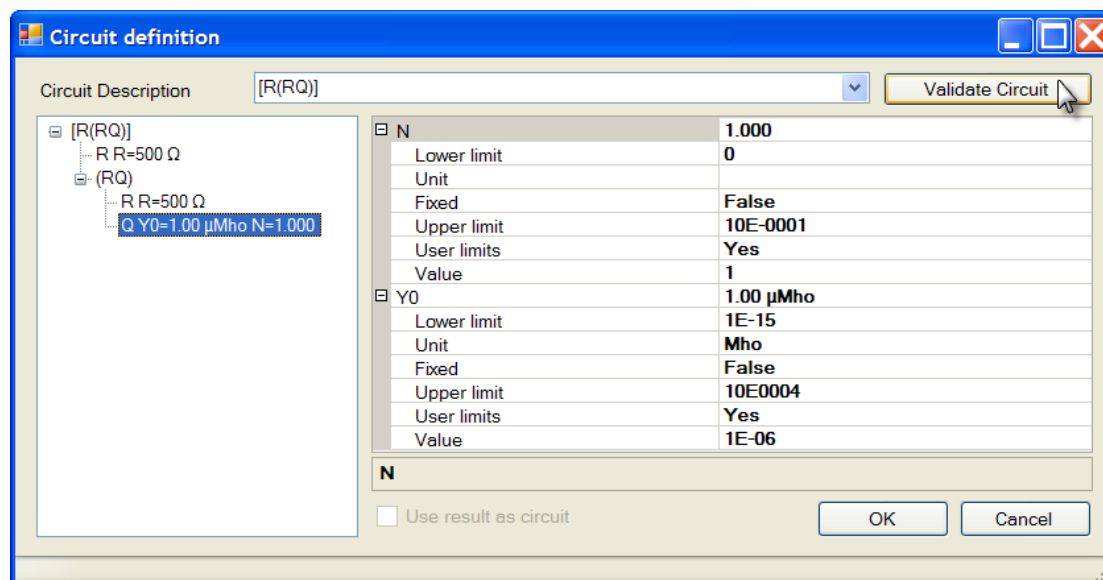 Circuit definition
Circuit Description [R(RQ)] Validate Circuit
[R(RQ)]
R R=500 Ω
(RQ)
R R=500 Ω
Q Y0=1.00 µMho N=1.000
N 1.000
Lower limit 0
Unit
Fixed False
Upper limit 10E-0001
User limits Yes
Value 1
Y0 1.00 µMho
Lower limit 1E-15
Unit Mho
Fixed False
Upper limit 10E0004
User limits Yes
Value 1E-06
N
Use result as circuit OK Cancel